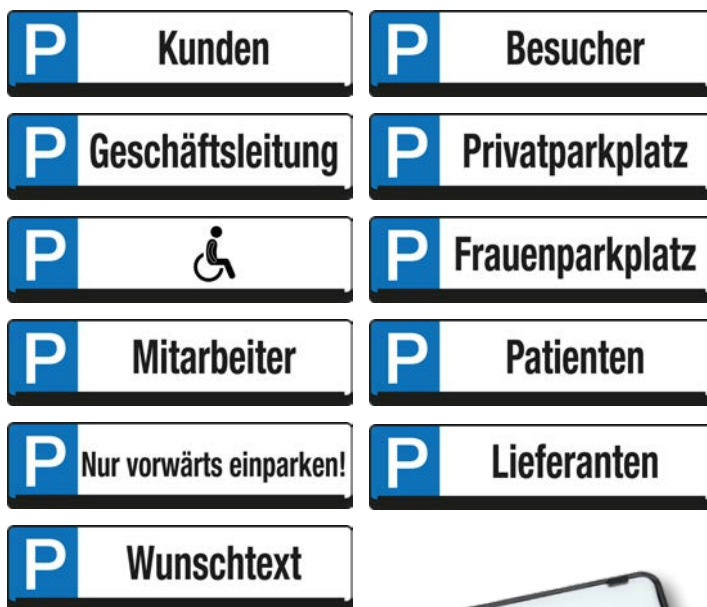 P Kunden
P Besucher
P Geschäftsleitung
P Privatparkplatz
P
P Frauenparkplatz
P Mitarbeiter
P Patienten
P Nur vorwärts einparken!
P Lieferanten
P Wunschtext